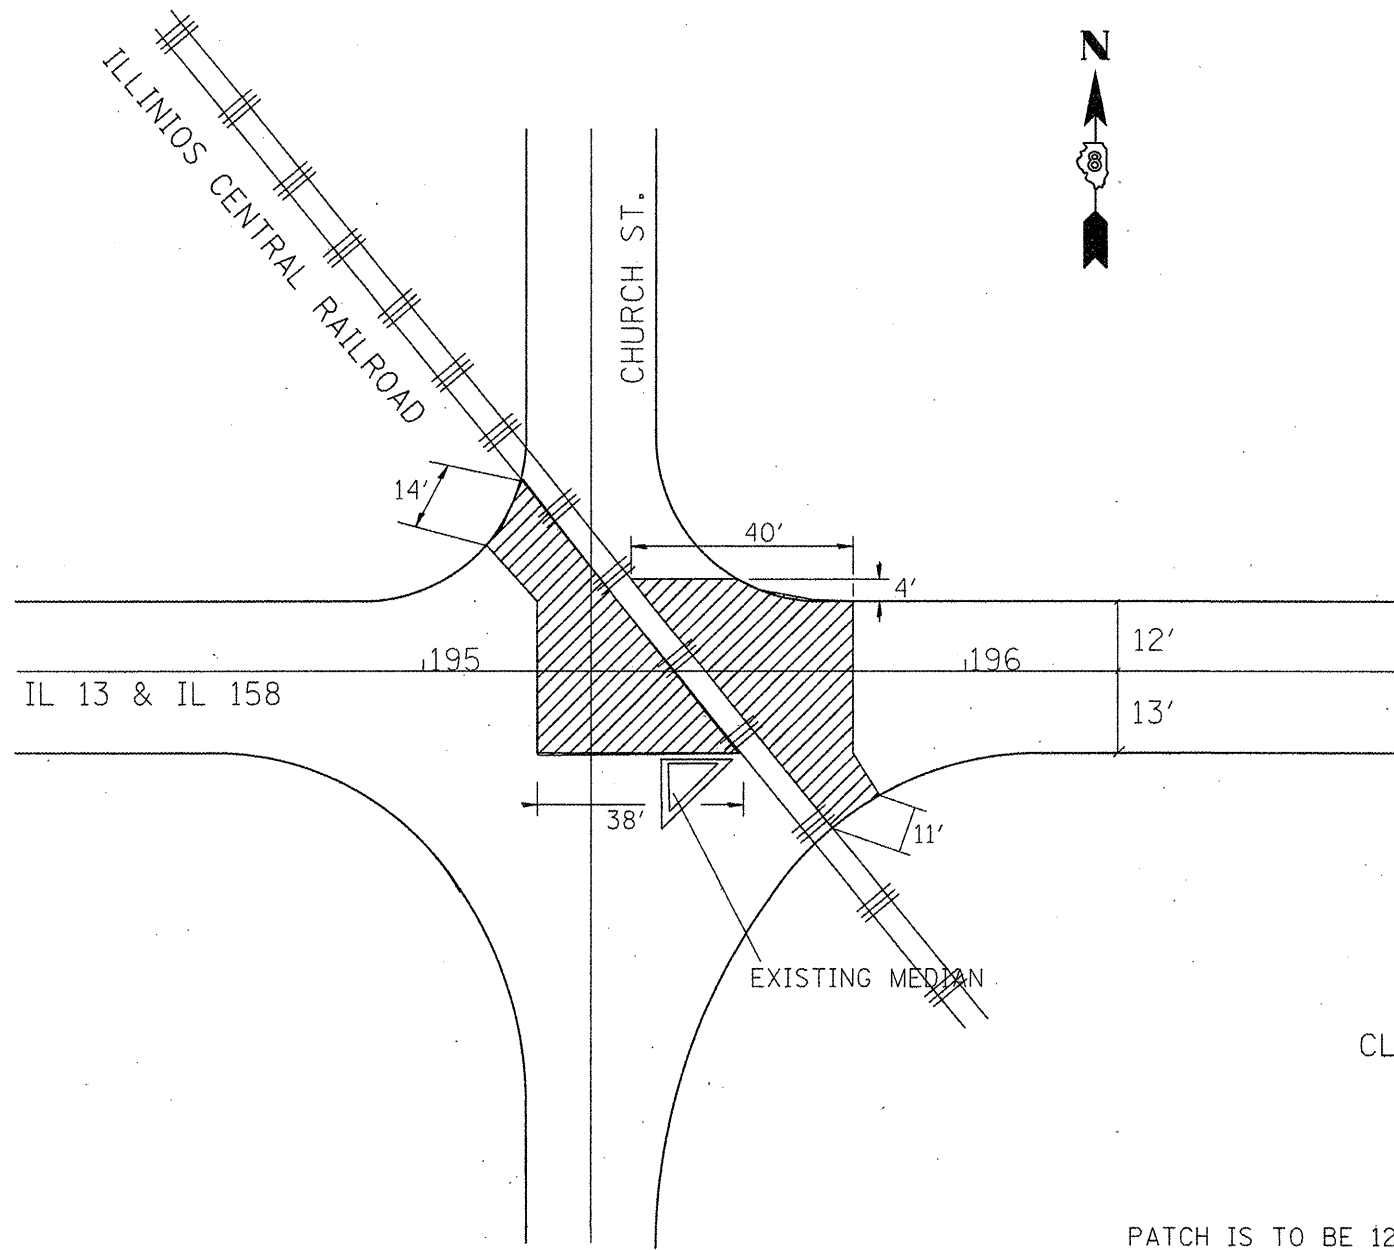 N
8
ILLINIOS CENTRAL RAILROAD
CHURCH ST.
14'
40'
4'
195
196
12'
IL 13 & IL 158
13'
38'
11'
EXISTING MEDIAN
CL
PATCH IS TO BE 12